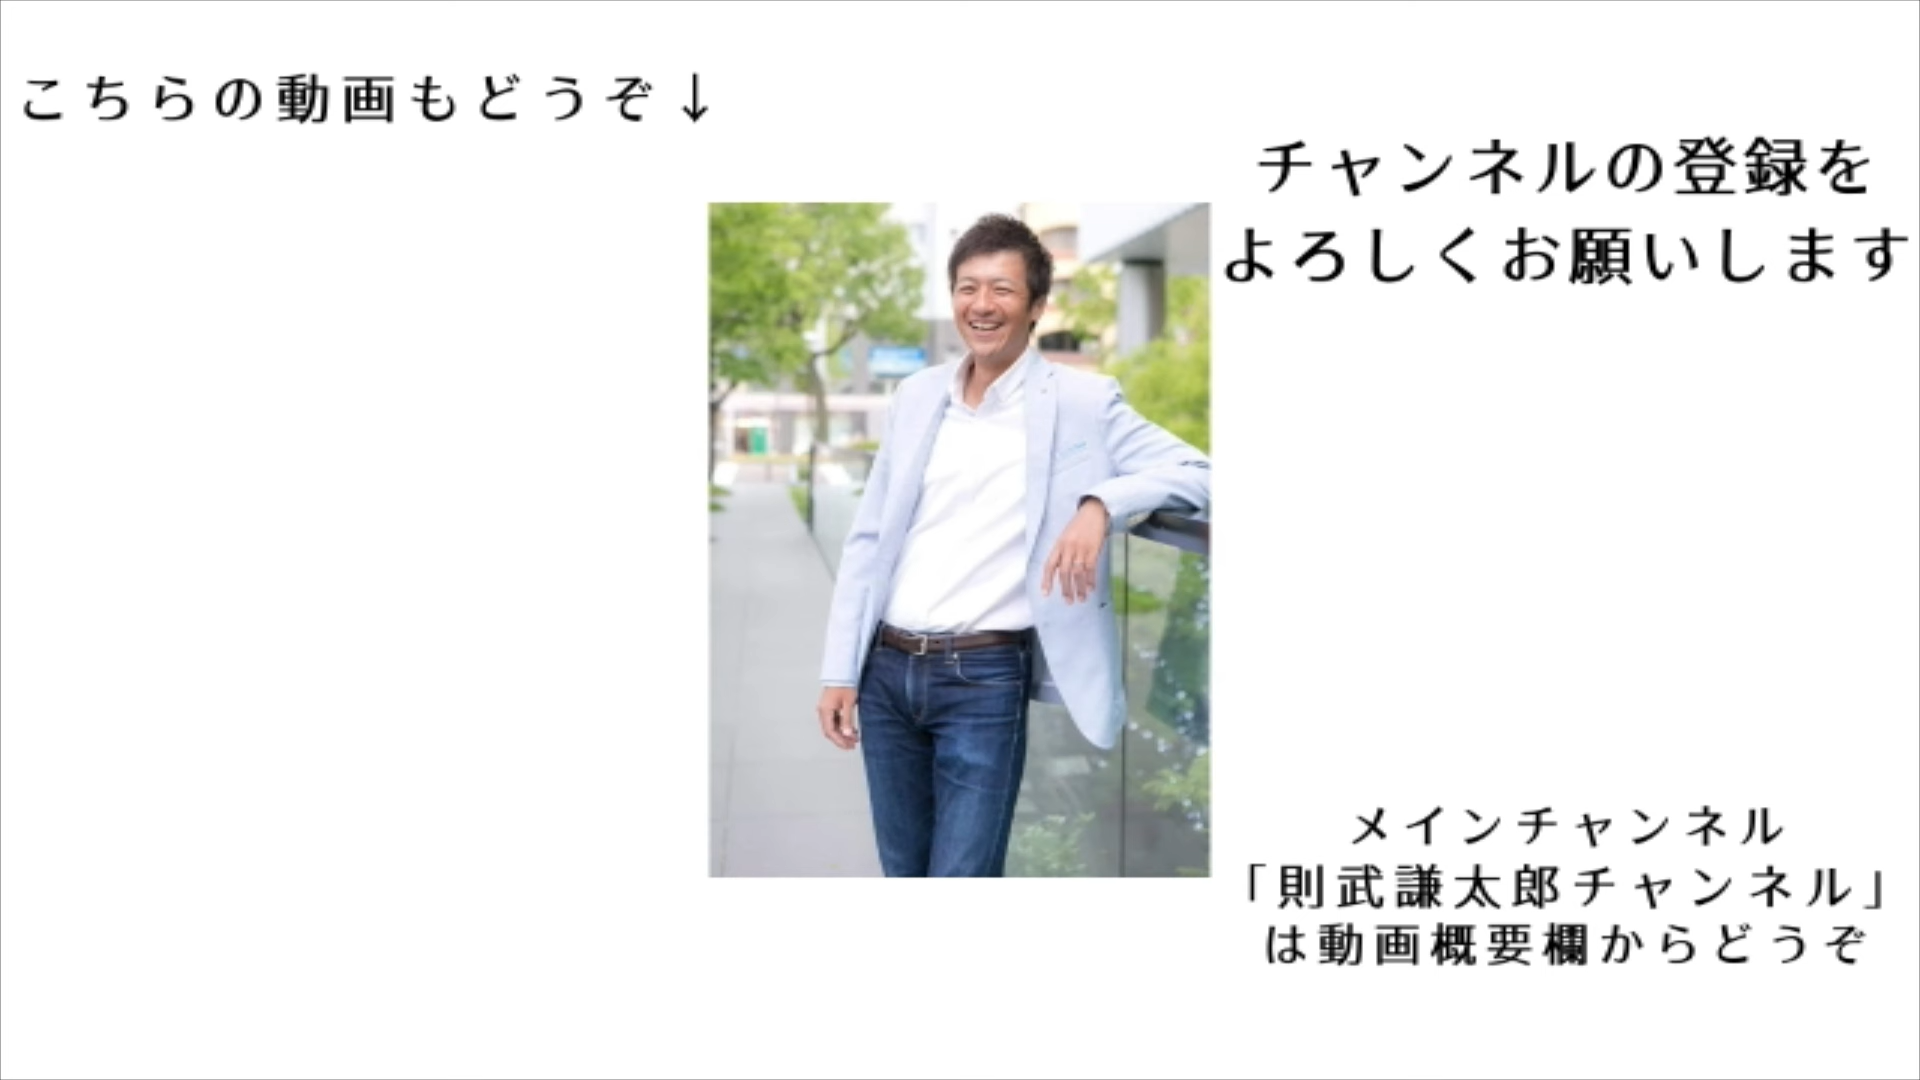 こちらの動画もどうぞ↓
チャンネルの登録を
よろしくお願いします
メインチャンネル
「則武謙太郎チャンネル」
は動画概要欄からどうぞ